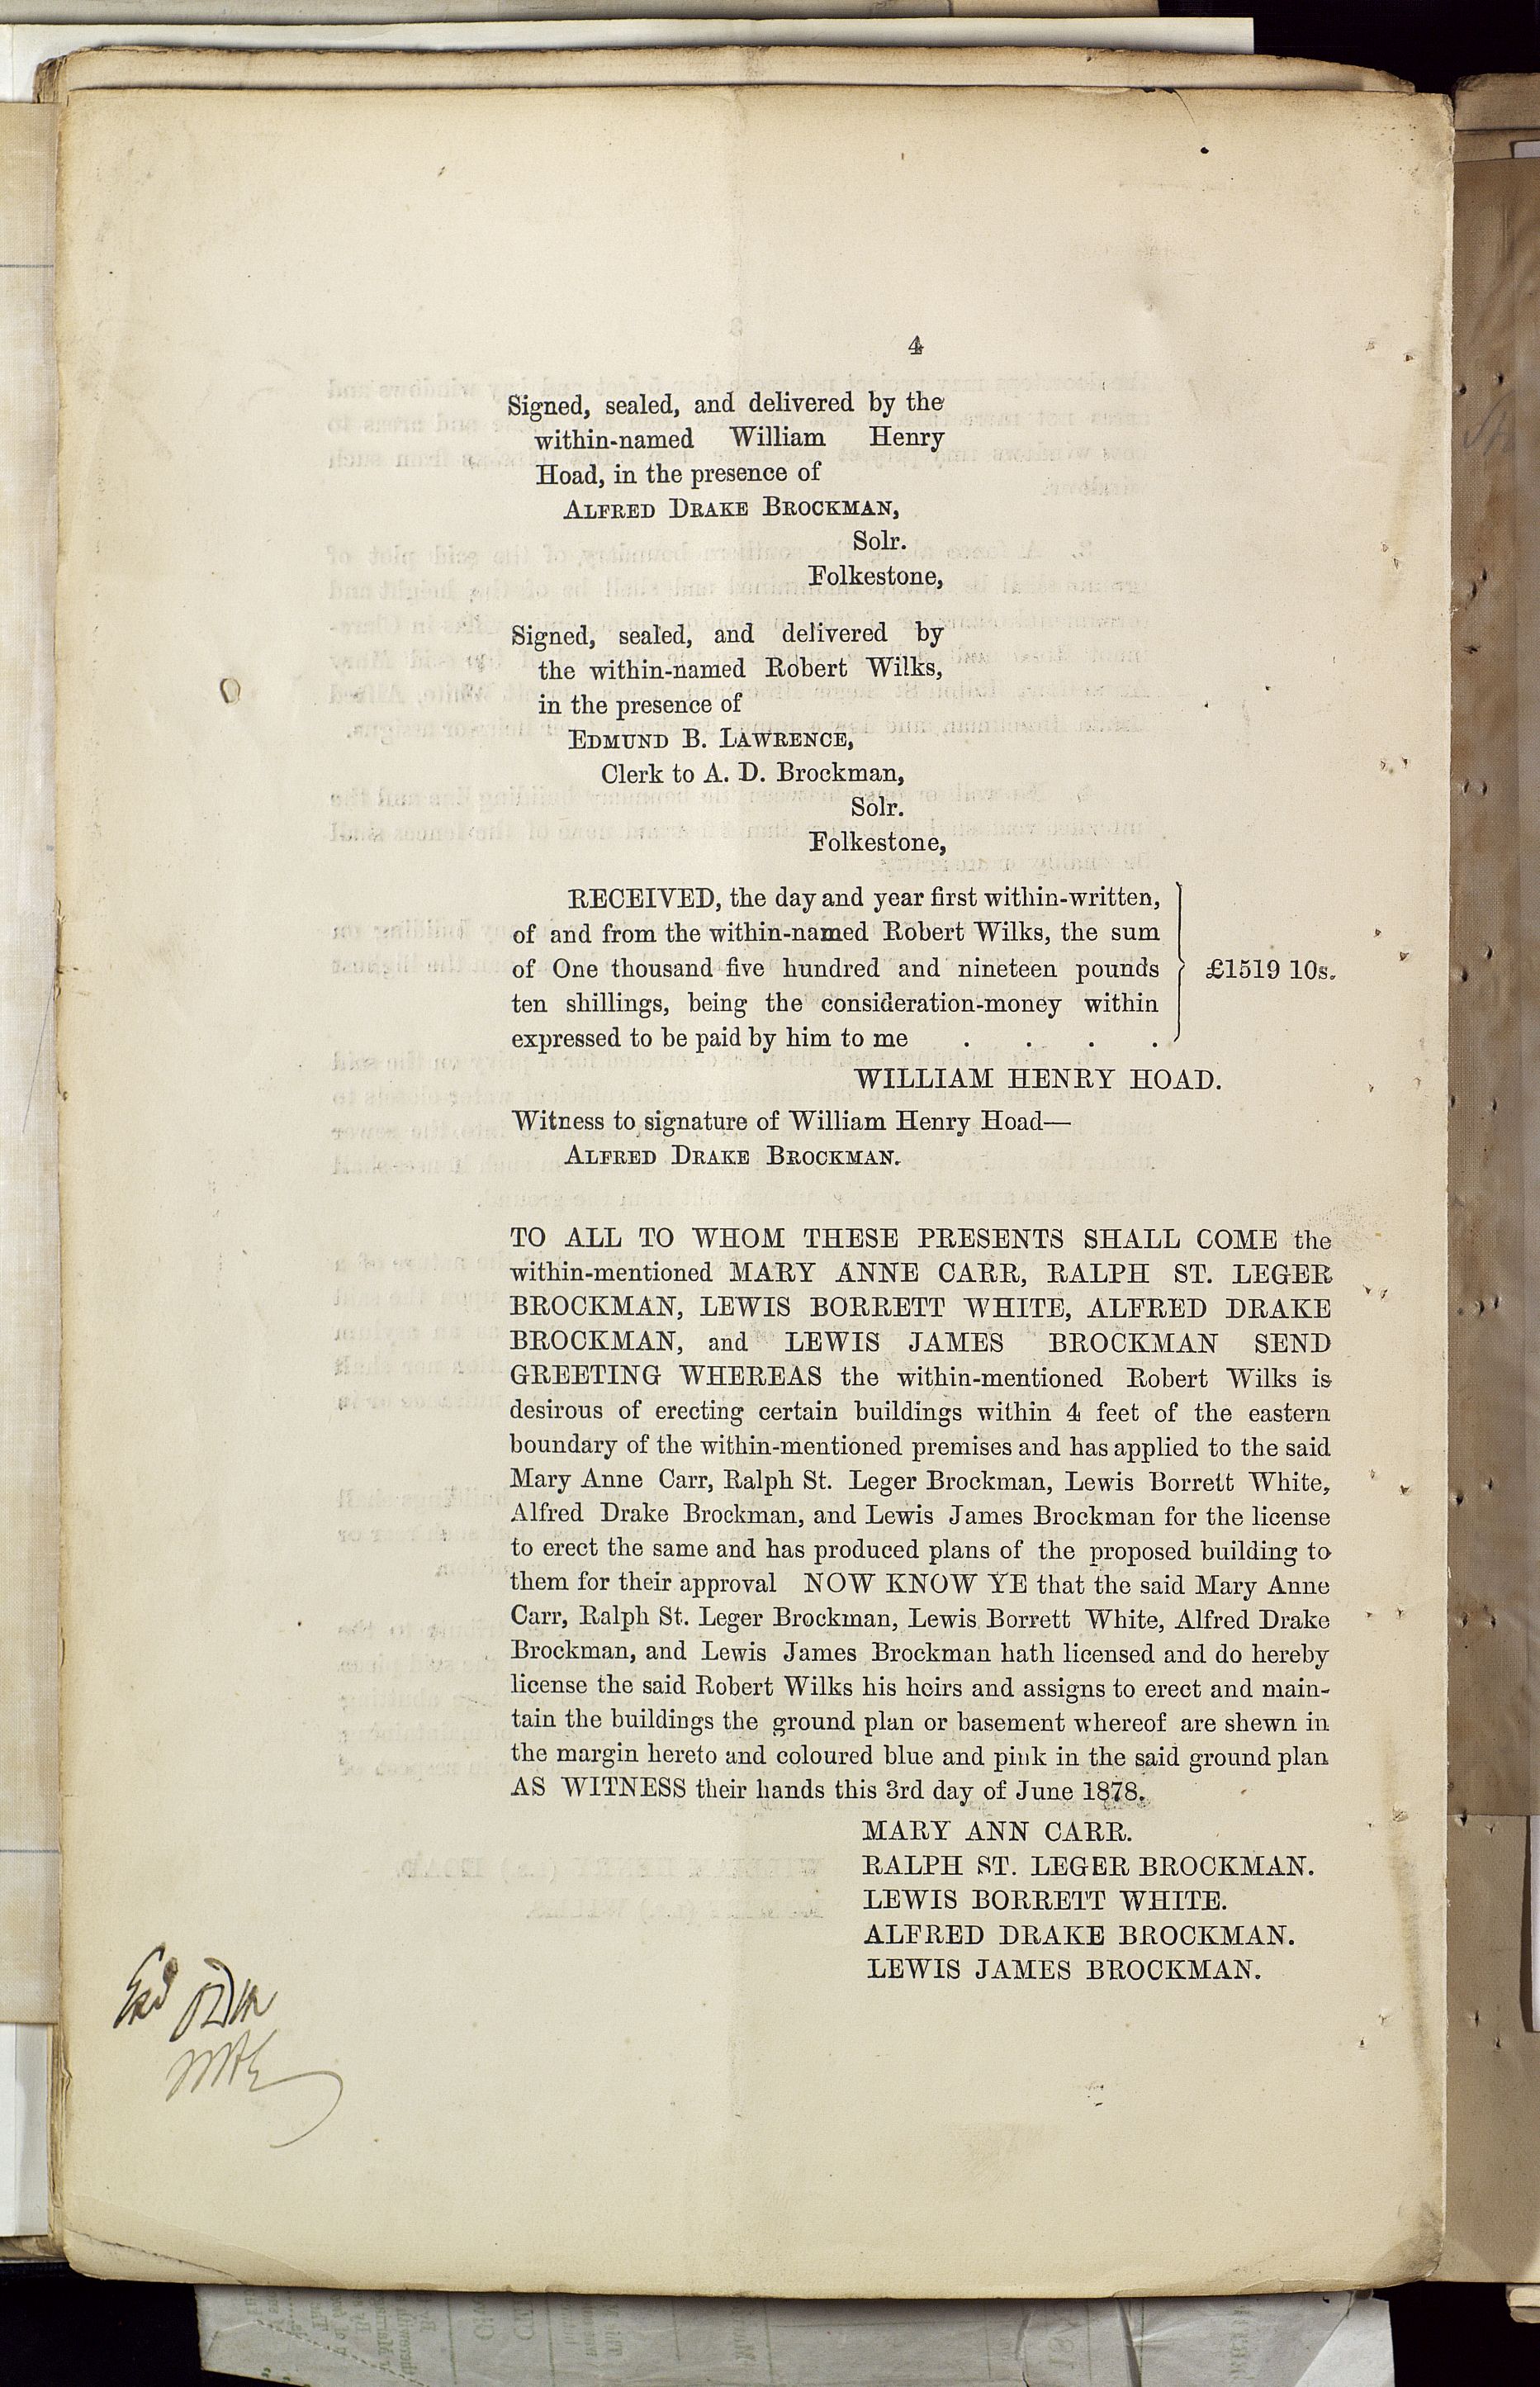 4
Signed, sealed, and delivered by the
within-named William Henry
Hoad, in the presence of
ALFRED DRAKE BROCKMAN,
Solr.
Folkestone,
Signed, sealed, and delivered by
the within-named Robert Wilks,
in the presence of
EDMUND B. LAWRENCE,
Clerk to A. D. Brockman,
Solr.
Folkestone,
RECEIVED, the day and year first within-written,
of and from the within-named Robert Wilks, the sum
of One thousand five hundred and nineteen pounds £1519 10s.
ten shillings, being the consideration-money within
expressed to be paid by him to me . . . .
WILLIAM HENRY HOAD.
Witness to signature of William Henry Hoad—
ALFRED DRAKE BROCKMAN.
TO ALL TO WHOM THESE PRESENTS SHALL COME the
within-mentioned MARY ANNE CARR, RALPH ST. LEGER
BROCKMAN, LEWIS BORRETT WHITE, ALFRED DRAKE
BROCKMAN, and LEWIS JAMES BROCKMAN SEND
GREETING WHEREAS the within-mentioned Robert Wilks is
desirous of erecting certain buildings within 4 feet of the eastern
boundary of the within-mentioned premises and has applied to the said
Mary Anne Carr, Ralph St. Leger Brockman, Lewis Borrett White,
Alfred Drake Brockman, and Lewis James Brockman for the license
to erect the same and has produced plans of the proposed building to
them for their approval NOW KNOW YE that the said Mary Anne
Carr, Ralph St. Leger Brockman, Lewis Borrett White, Alfred Drake
Brockman, and Lewis James Brockman hath licensed and do hereby
license the said Robert Wilks his heirs and assigns to erect and main-
tain the buildings the ground plan or basement whereof are shewn in
the margin hereto and coloured blue and pink in the said ground plan
AS WITNESS their hands this 3rd day of June 1878.
MARY ANN CARR.
RALPH ST. LEGER BROCKMAN.
LEWIS BORRETT WHITE.
ALFRED DRAKE BROCKMAN.
LEWIS JAMES BROCKMAN.